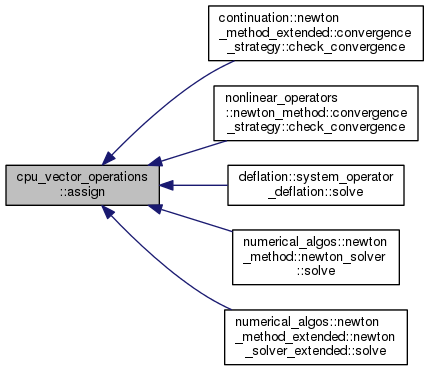 continuation::newton
_method_extended::convergence
_strategy::check_convergence
nonlinear_operators
::newton_method::convergence
_strategy::check_convergence
cpu_vector_operations
::assign
deflation::system_operator
_deflation::solve
numerical_algos::newton
_method::newton_solver
::solve
numerical_algos::newton
_method_extended::newton
_solver_extended::solve